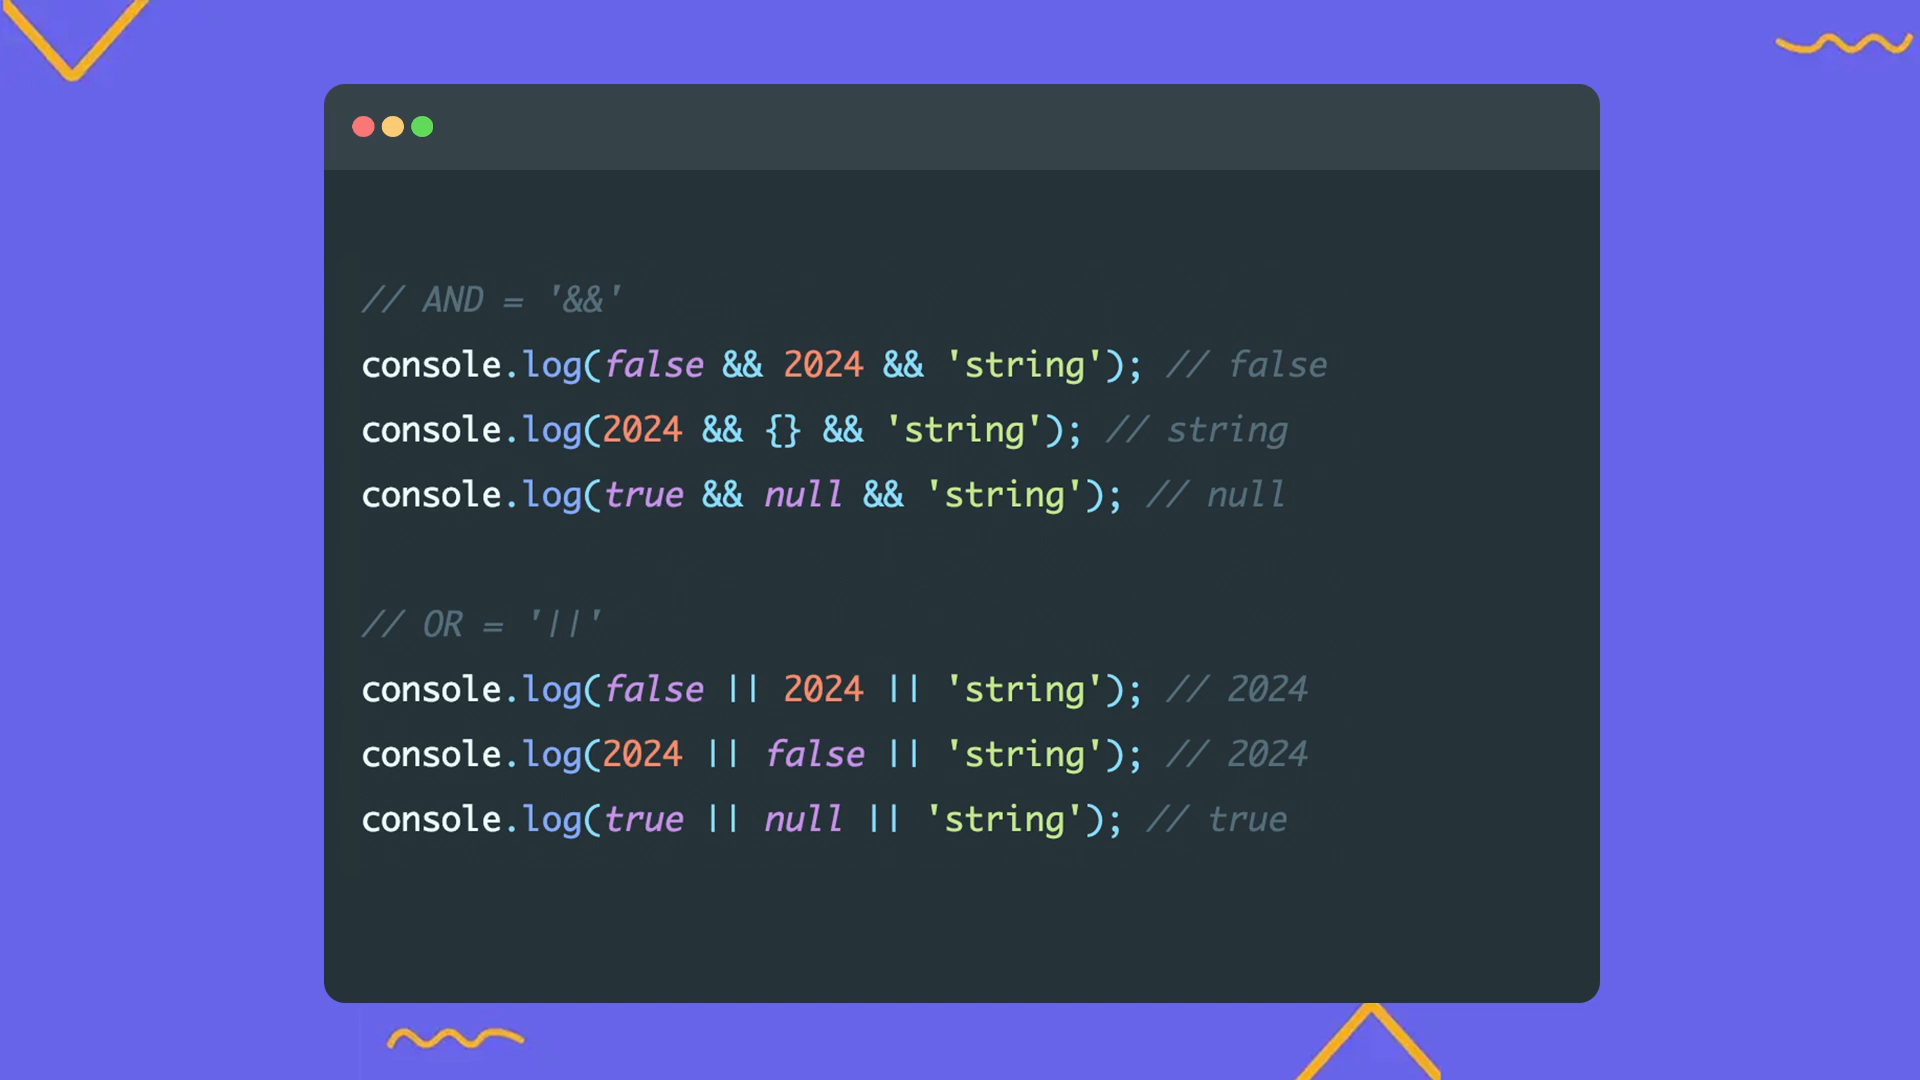 // AND = '&&'
console.log(false && 2024 && 'string'); // false
console.log(2024 && {} && 'string'); // string
console.log(true && null && 'string'); // null
// OR = '||'
console.log(false || 2024 || 'string'); // 2024
console.log(2024 || false || 'string'); // 2024
console.log(true || null || 'string'); // true